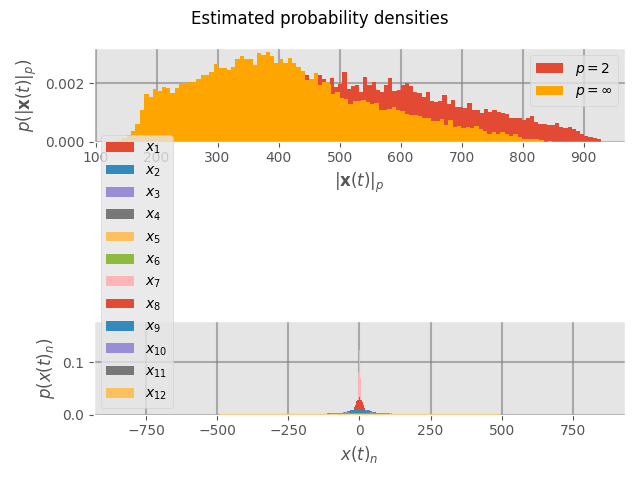 Estimated probability densities
p(|x(t)|p)
0.002
0.000
p = 2
p = ∞
100 200 300 400 500 600 700 800 900
|x(t)|p
x1
x2
x3
x4
x5
x6
x7
x8
x9
x10
x11
x12
p(x(t)n)
0.1
0.0
−750 −500 −250 0 250 500 750
x(t)n